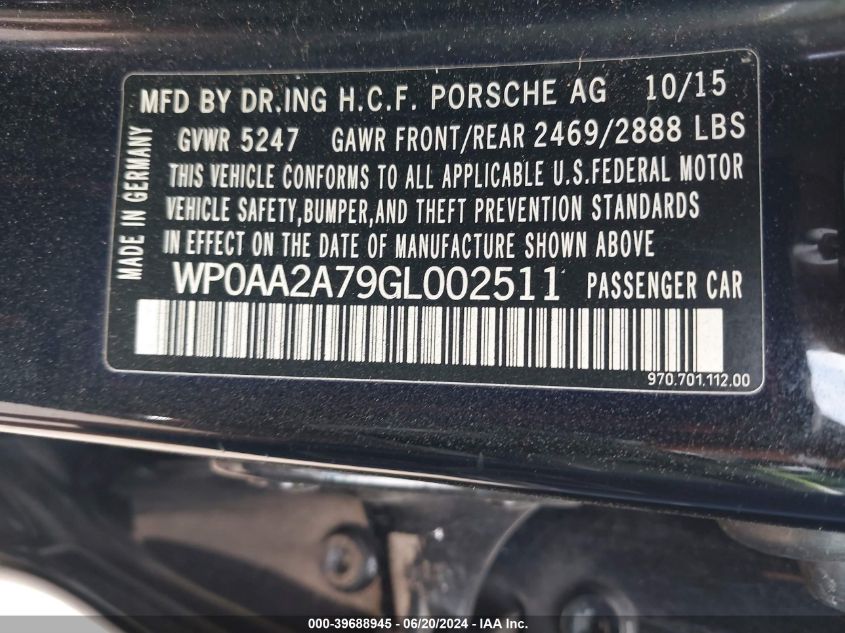 MFD BY DR.ING H.C.F. PORSCHE AG 10/15
GVWR 5247 GAWR FRONT/REAR 2469/2888 LBS
THIS VEHICLE CONFORMS TO ALL APPLICABLE U.S.FEDERAL MOTOR
VEHICLE SAFETY,BUMPER,AND THEFT PREVENTION STANDARDS
IN EFFECT ON THE DATE OF MANUFACTURE SHOWN ABOVE
MADE IN GERMANY
WP0AA2A79GL002511 PASSENGER CAR
970.701.112.00
000-39688945 - 06/20/2024 - IAA Inc.